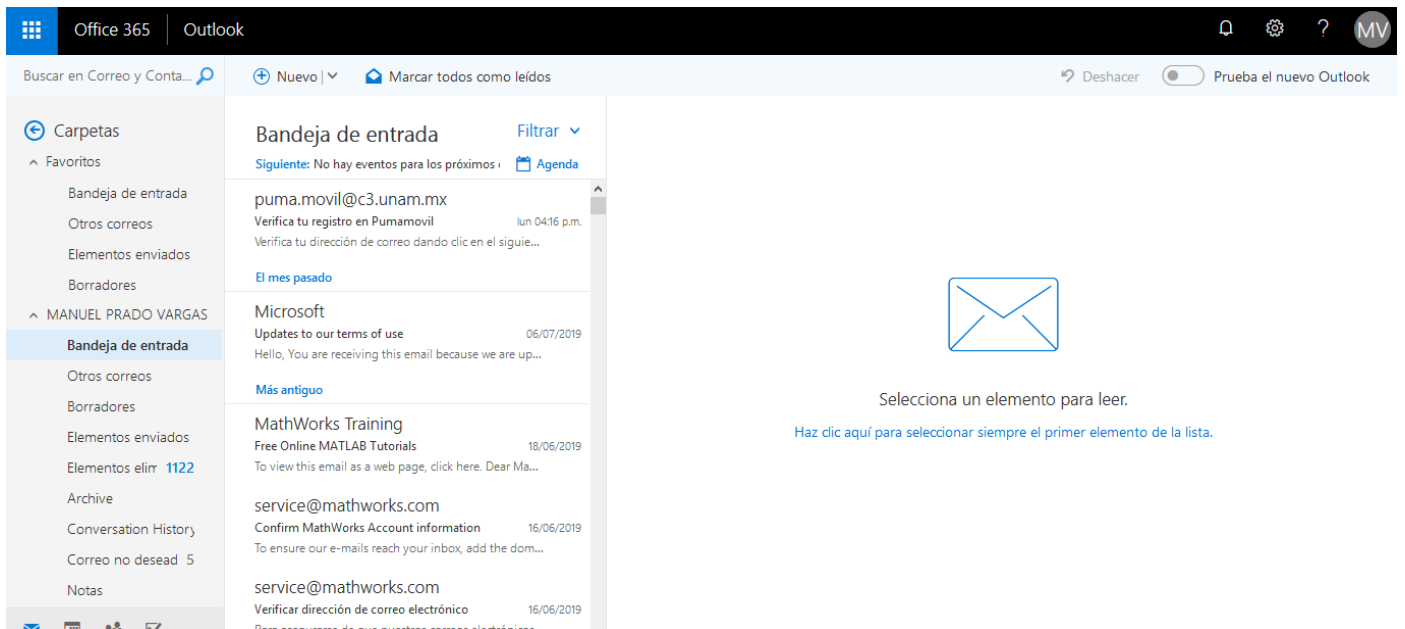 Office 365 Outlook
MV
Buscar en Correo y Conta...
Nuevo
Marcar todos como leídos
Deshacer
Prueba el nuevo Outlook
Carpetas
Favoritos
Bandeja de entrada
Otros correos
Elementos enviados
Borradores
MANUEL PRADO VARGAS
Bandeja de entrada
Otros correos
Borradores
Elementos enviados
Elementos elim 1122
Archive
Conversation History
Correo no desead 5
Notas
Bandeja de entrada
Filtrar
Siguiente: No hay eventos para los próximos
Agenda
puma.movil@c3.unam.mx
Verifica tu registro en Pumamovil lun 04:16 p.m.
Verifica tu dirección de correo dando clic en el siguie...
El mes pasado
Microsoft
Updates to our terms of use 06/07/2019
Hello, You are receiving this email because we are up...
Más antiguo
MathWorks Training
Free Online MATLAB Tutorials 18/06/2019
To view this email as a web page, click here. Dear Ma...
service@mathworks.com
Confirm MathWorks Account information 16/06/2019
To ensure our e-mails reach your inbox, add the dom...
service@mathworks.com
Verificar dirección de correo electrónico 16/06/2019
Selecciona un elemento para leer.
Haz clic aquí para seleccionar siempre el primer elemento de la lista.